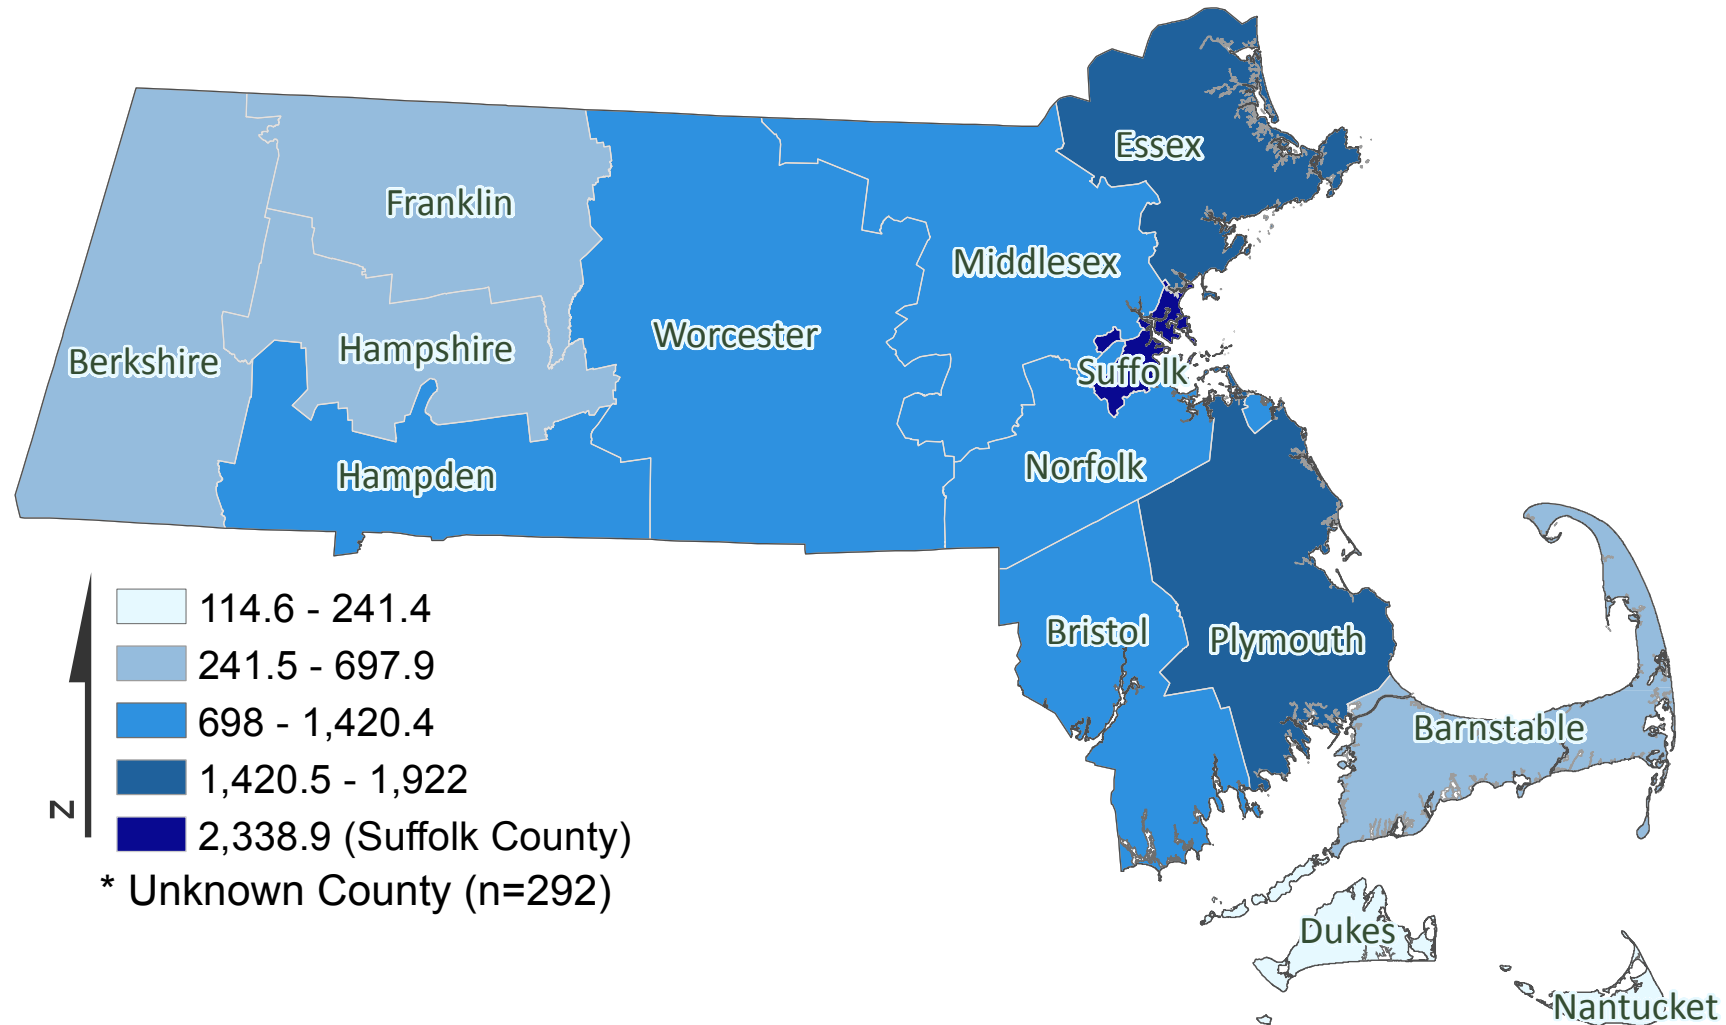 Essex
Franklin
Middlesex
Worcester
Hampshire
Berkshire
Suffolk
Norfolk
Hampden
114.6 - 241.4
Bristol
Plymouth
241.5 - 697.9
698 - 1,420.4
Barnstable
1,420.5 - 1,922
N
2,338.9 (Suffolk County)
* Unknown County (n=292)
Dukes
Nantucket